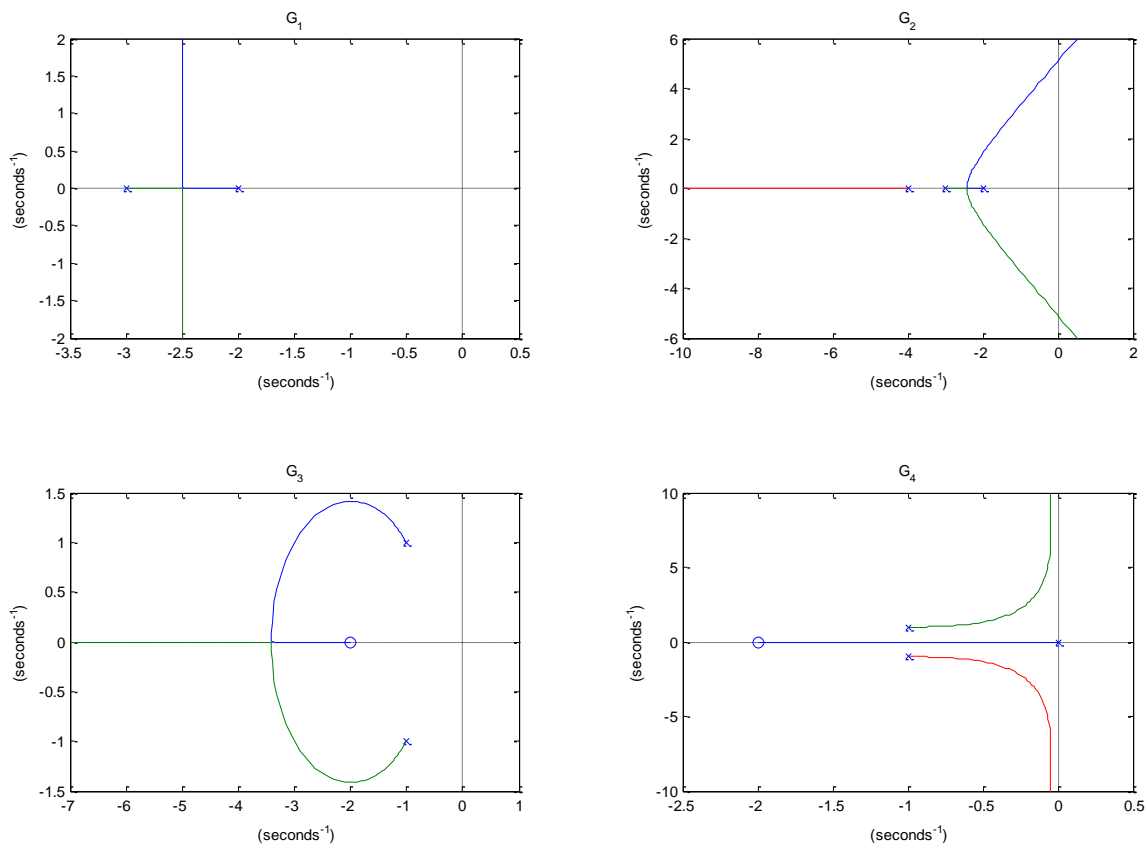 G₁
2
1.5
1
0.5
0
-0.5
-1
-1.5
-2
(seconds⁻¹)
-3.5 -3 -2.5 -2 -1.5 -1 -0.5 0 0.5
(seconds⁻¹)
G₂
6
4
2
0
-2
-4
-6
(seconds⁻¹)
-10 -8 -6 -4 -2 0 2
(seconds⁻¹)
G₃
1.5
1
0.5
0
-0.5
-1
-1.5
(seconds⁻¹)
-7 -6 -5 -4 -3 -2 -1 0 1
(seconds⁻¹)
G₄
10
5
0
-5
-10
(seconds⁻¹)
-2.5 -2 -1.5 -1 -0.5 0 0.5
(seconds⁻¹)